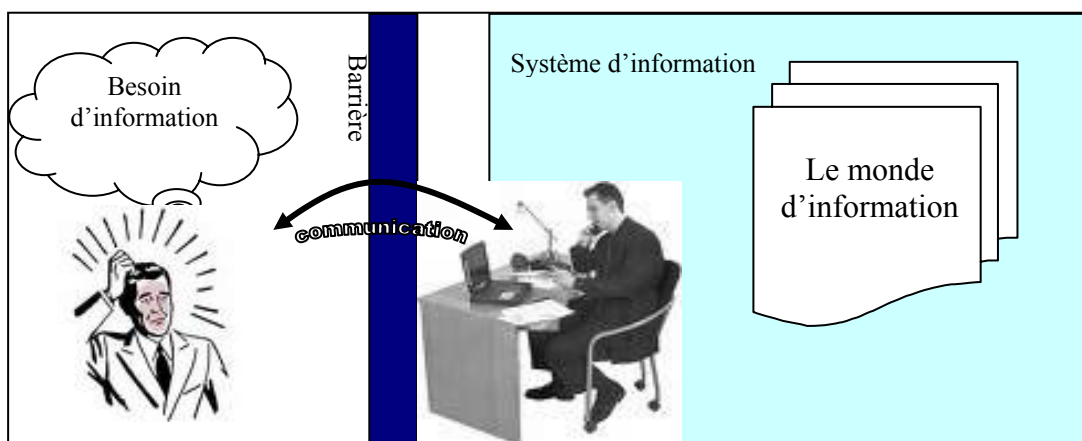 Besoin
d’information
Barrière
Système d’information
Le monde
d’information
communication